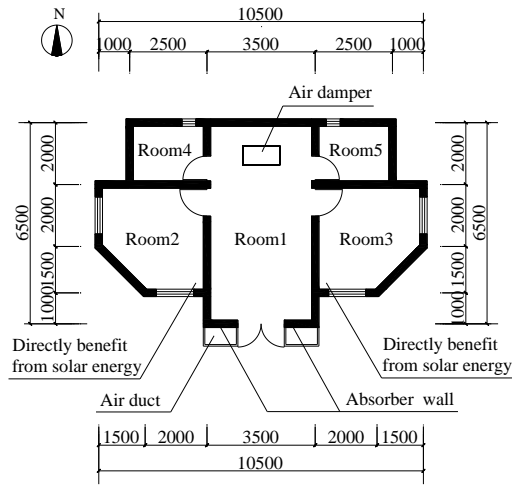 N
10500
1000 2500 3500 2500 1000
Air damper
Room4
Room5
2000
2000
6500
2000
2000
6500
Room2
Room1
Room3
1500
1500
1000
1000
Directly benefit
from solar energy
Directly benefit
from solar energy
Air duct
Absorber wall
1500 2000 3500 2000 1500
10500